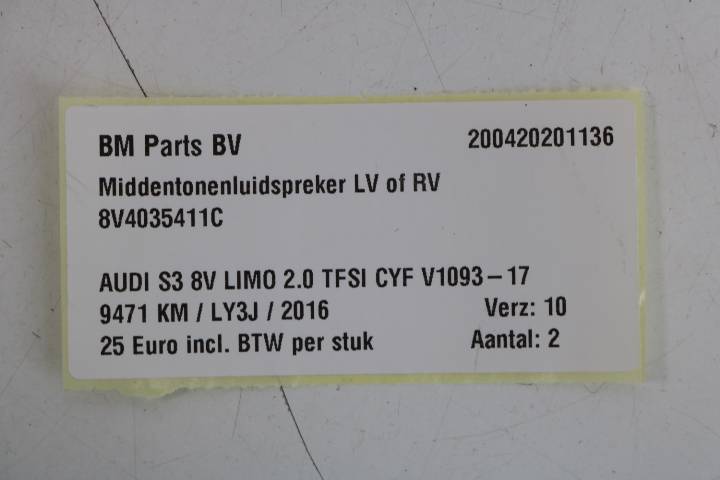 BM Parts BV 200420201136
Middentonenluidspreker LV of RV
8V4035411C
AUDI S3 8V LIMO 2.0 TFSI CYF V1093-17
9471 KM / LY3J / 2016 Verz: 10
25 Euro incl. BTW per stuk Aantal: 2